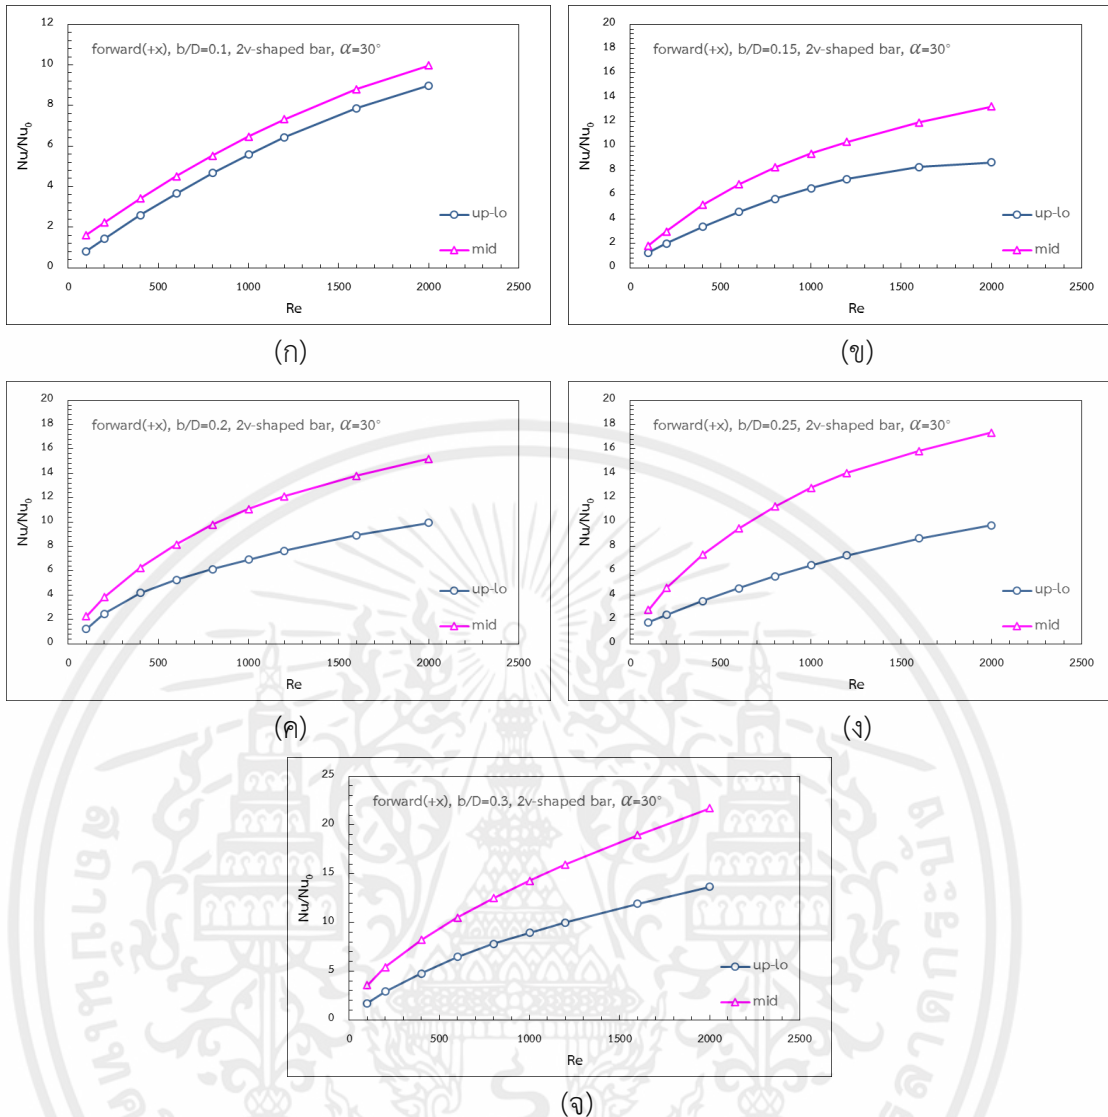 forward(+x), b/D=0.1, 2v-shaped bar, α=30°
Nu/Nu₀
12
10
8
6
4
2
0
0 500 1000 1500 2000 2500
Re
up-lo
mid
(ก)
forward(+x), b/D=0.15, 2v-shaped bar, α=30°
Nu/Nu₀
20
18
16
14
12
10
8
6
4
2
0
0 500 1000 1500 2000 2500
Re
up-lo
mid
(ข)
forward(+x), b/D=0.2, 2v-shaped bar, α=30°
Nu/Nu₀
20
18
16
14
12
10
8
6
4
2
0
0 500 1000 1500 2000 2500
Re
up-lo
mid
(ค)
forward(+x), b/D=0.25, 2v-shaped bar, α=30°
Nu/Nu₀
20
18
16
14
12
10
8
6
4
2
0
0 500 1000 1500 2000 2500
Re
up-lo
mid
(ง)
forward(+x), b/D=0.3, 2v-shaped bar, α=30°
Nu/Nu₀
25
20
15
10
5
0
0 500 1000 1500 2000 2500
Re
up-lo
mid
(จ)